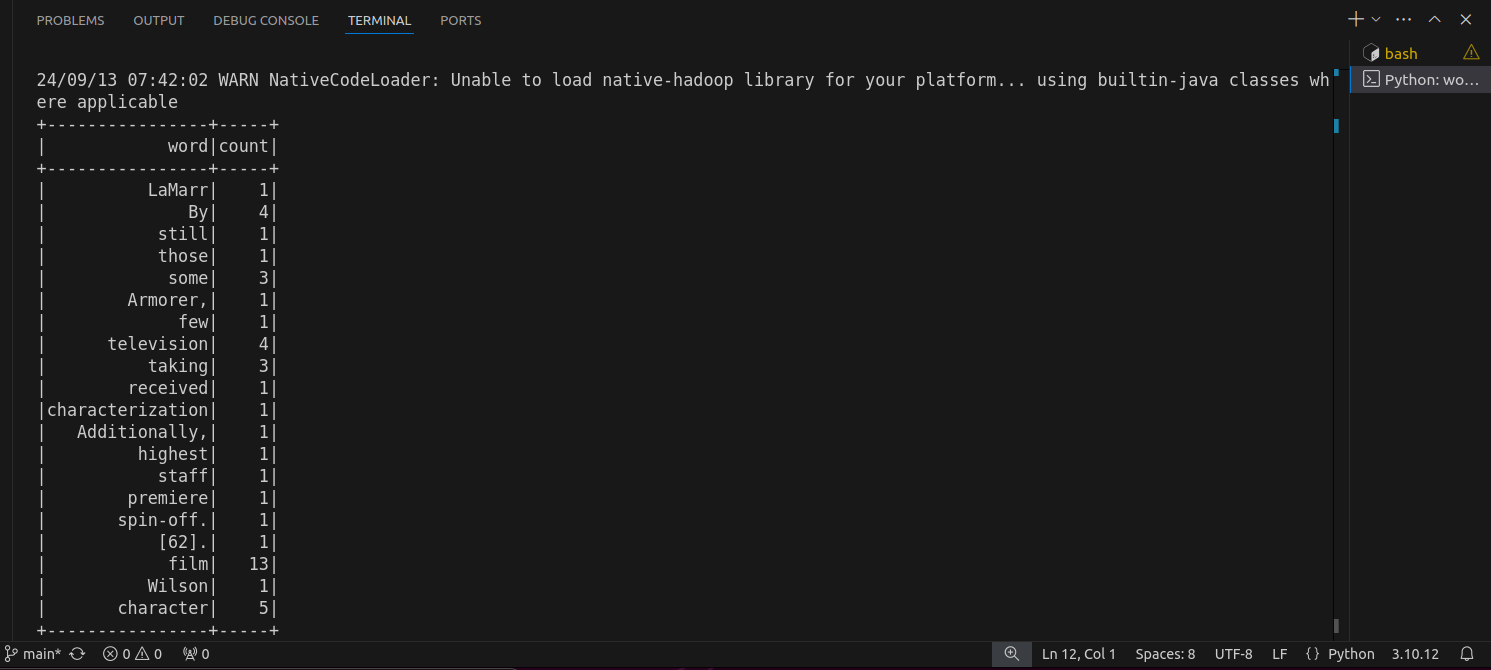 PROBLEMS OUTPUT DEBUG CONSOLE TERMINAL PORTS
bash
Python: wo...
24/09/13 07:42:02 WARN NativeCodeLoader: Unable to load native-hadoop library for your platform... using builtin-java classes wh
ere applicable
+----------------+-----+
|            word|count|
+----------------+-----+
|          LaMarr|    1|
|              By|    4|
|           still|    1|
|           those|    1|
|            some|    3|
|        Armorer,|    1|
|             few|    1|
|      television|    4|
|          taking|    3|
|        received|    1|
|characterization|    1|
|   Additionally,|    1|
|         highest|    1|
|           staff|    1|
|        premiere|    1|
|       spin-off.|    1|
|           [62].|    1|
|            film|   13|
|          Wilson|    1|
|       character|    5|
+----------------+-----+
main* 0 0 0 Ln 12, Col 1 Spaces: 8 UTF-8 LF {} Python 3.10.12